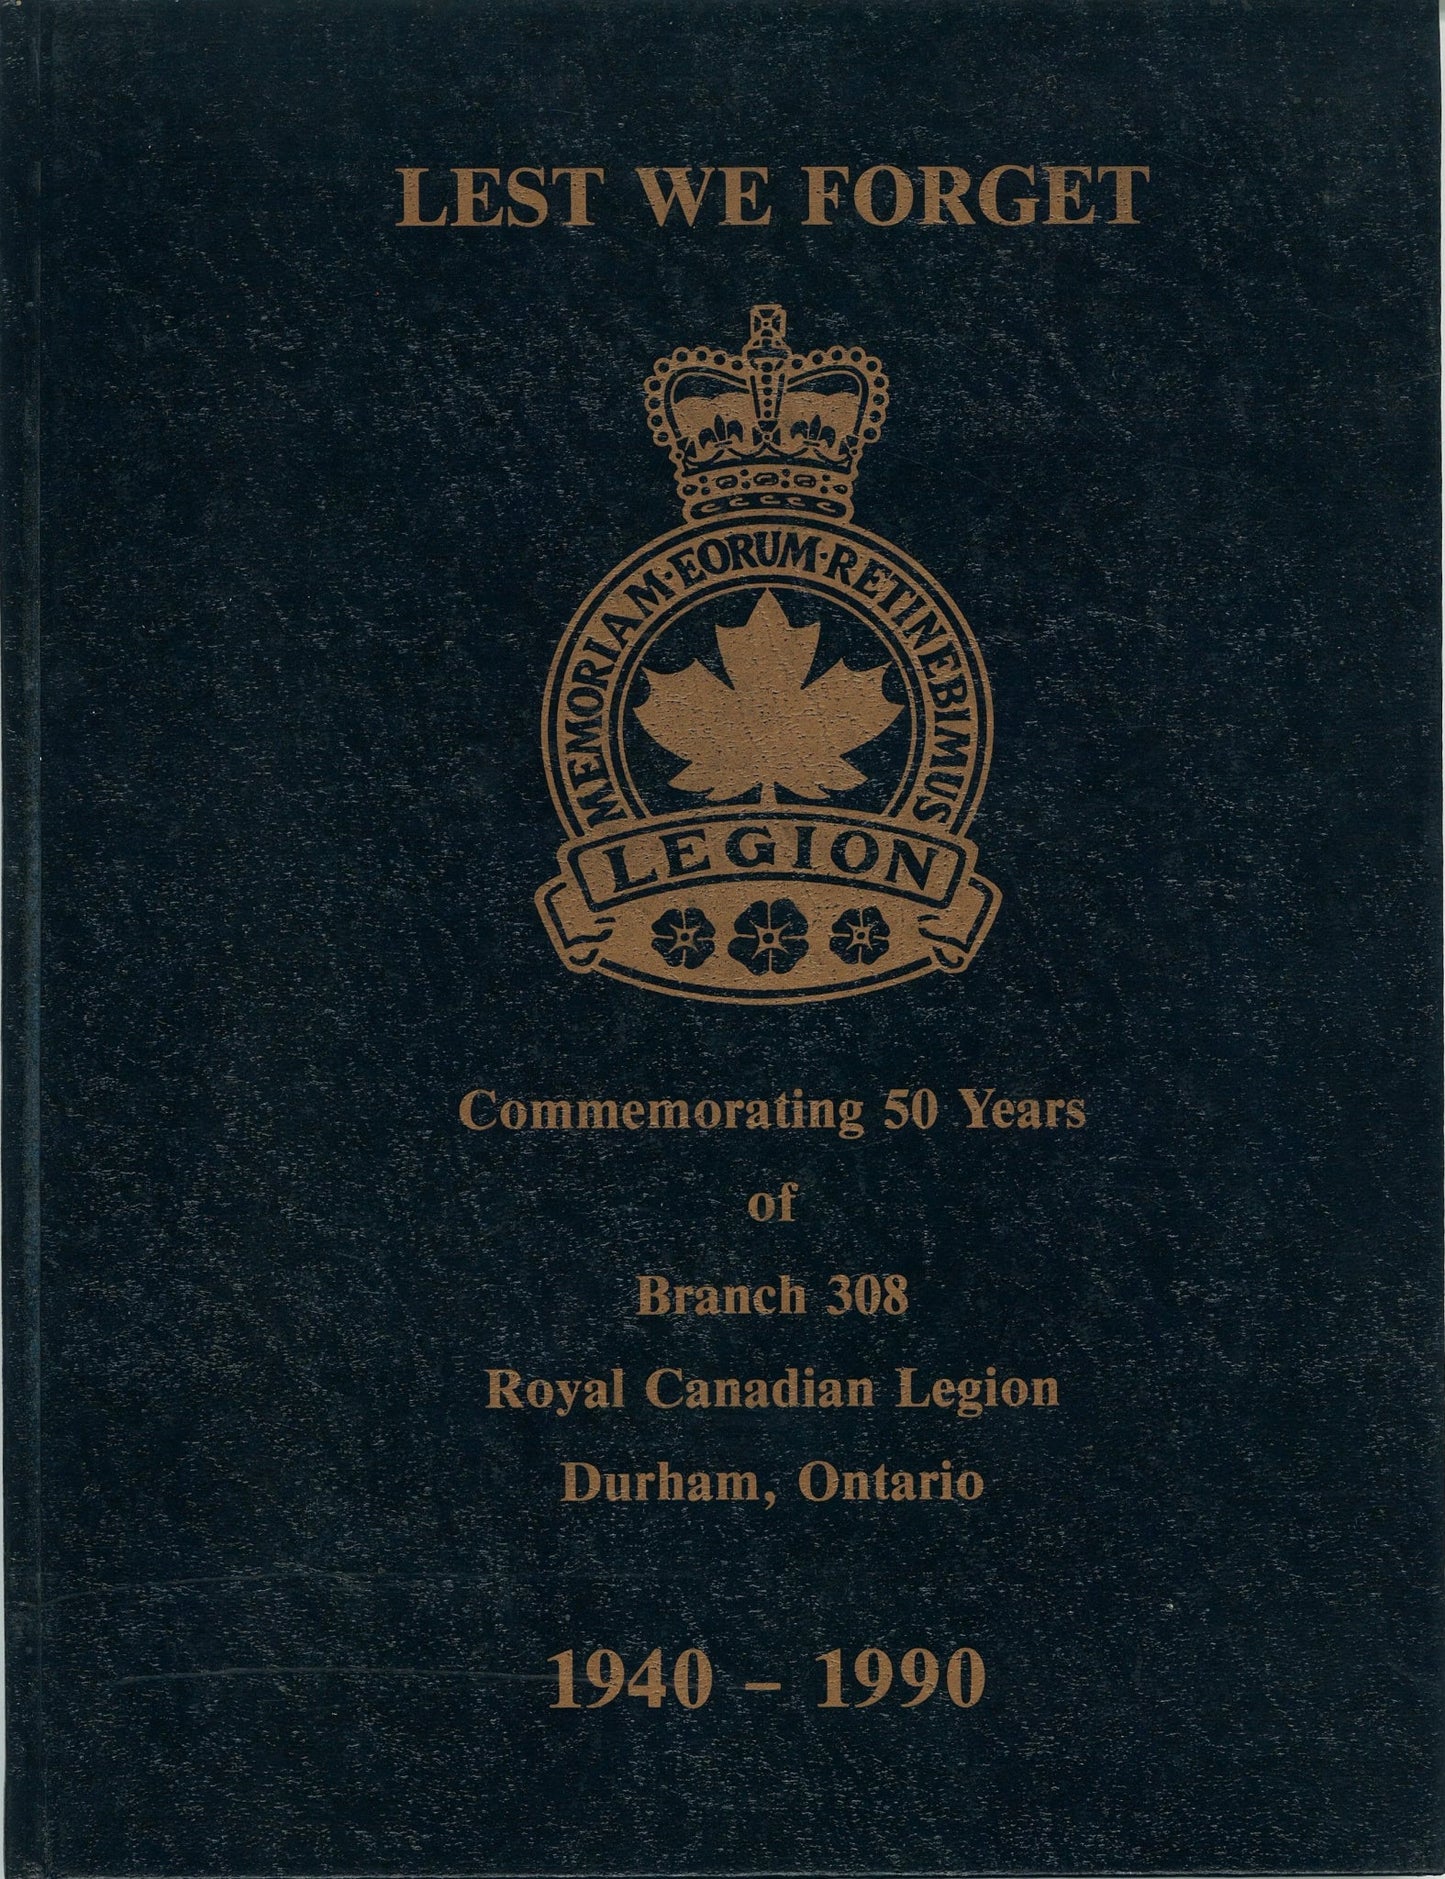 LEST WE FORGET
MEMORIAM·EORUM·RETINEBIMUS
LEGION
Commemorating 50 Years
of
Branch 308
Royal Canadian Legion
Durham, Ontario
1940 - 1990